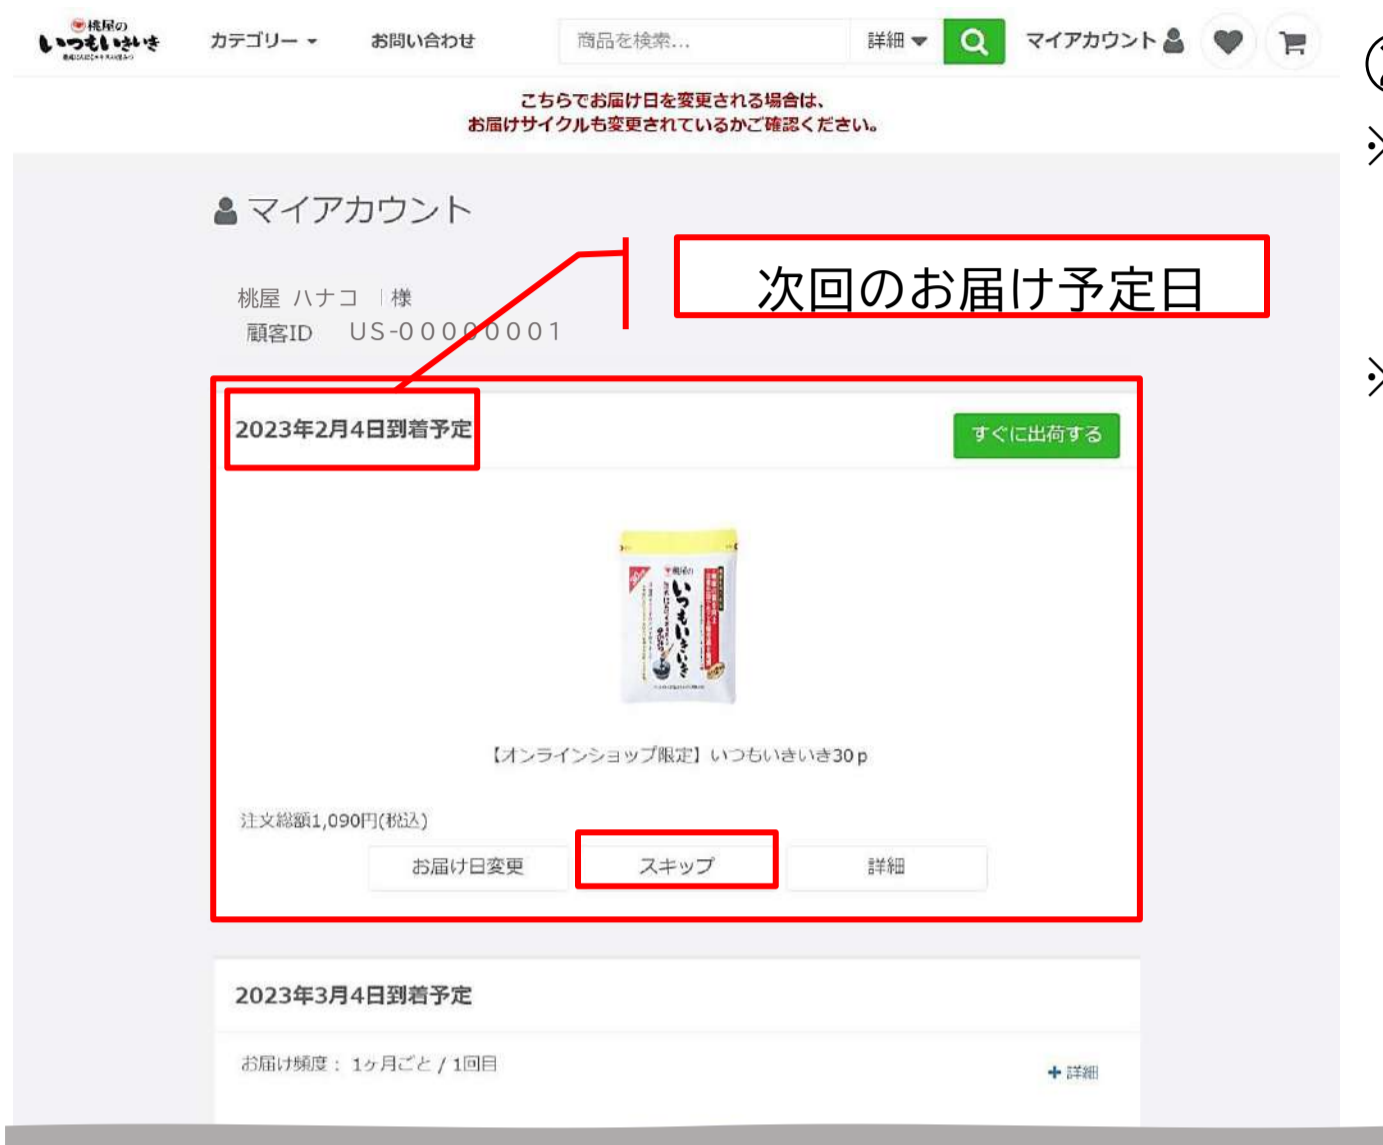 桃屋の
いつもいきいき
カテゴリー
お問い合わせ
商品を検索...
詳細
マイアカウント
こちらでお届け日を変更される場合は、
お届けサイクルも変更されているかご確認ください。
※
マイアカウント
次回のお届け予定日
桃屋 ハナコ 様
顧客ID US-00000001
※
2023年2月4日到着予定
すぐに出荷する
桃屋の
いつもいきいき
【オンラインショップ限定】いつもいきいき30p
注文総額1,090円(税込)
お届け日変更
スキップ
詳細
2023年3月4日到着予定
お届け頻度： 1ヶ月ごと / 1回目
+ 詳細